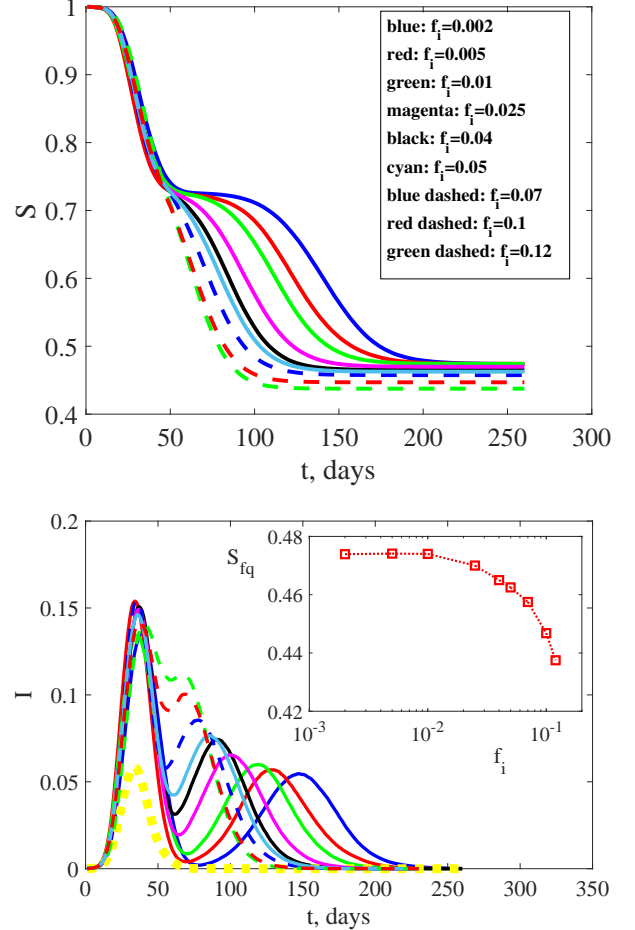 1
0.9
0.8
0.7
0.6
0.5
0.4
S
0 50 100 150 200 250 300
t, days
blue: f_i=0.002
red: f_i=0.005
green: f_i=0.01
magenta: f_i=0.025
black: f_i=0.04
cyan: f_i=0.05
blue dashed: f_i=0.07
red dashed: f_i=0.1
green dashed: f_i=0.12
0.2
0.15
0.1
0.05
0
I
0 50 100 150 200 250 300 350
t, days
S_fq
0.48
0.46
0.44
0.42
10^-3 10^-2 10^-1
f_i